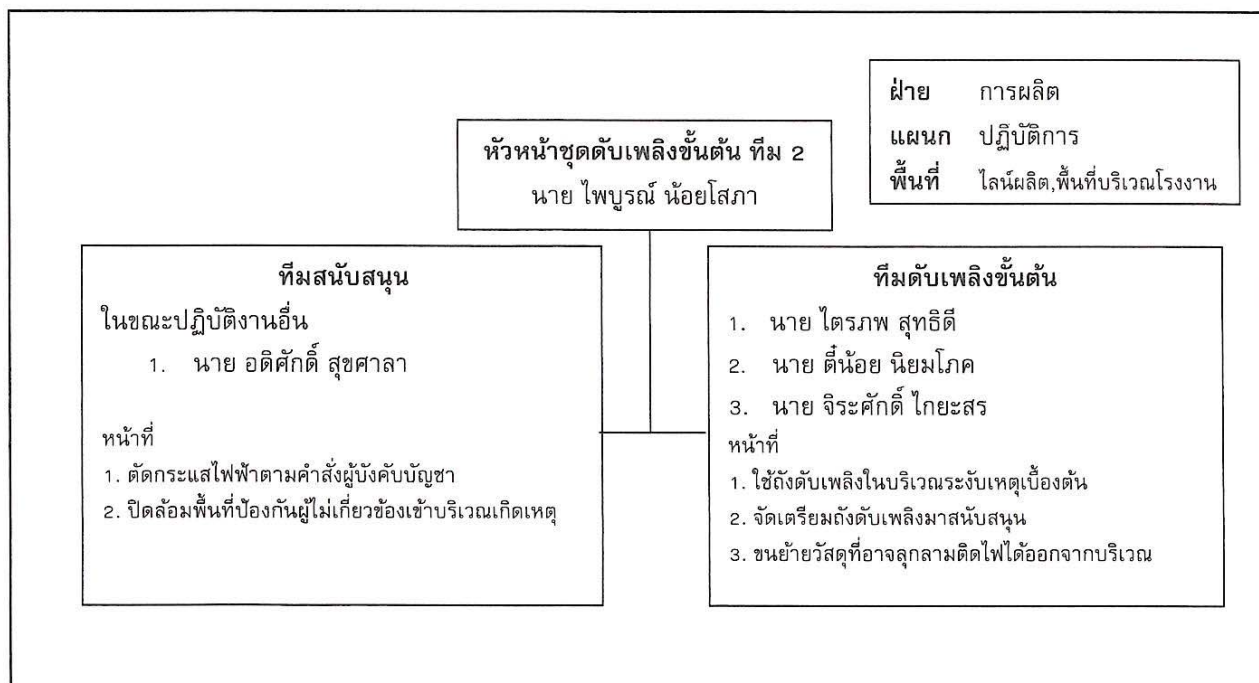 ฝ่าย การผลิต
แผนก ปฏิบัติการ
พื้นที่ ไลน์ผลิต,พื้นที่บริเวณโรงงาน
หัวหน้าชุดดับเพลิงขั้นต้น ทีม 2
นาย ไพบูรณ์ น้อยโสภา
ทีมสนับสนุน
ในขณะปฏิบัติงานอื่น
1. นาย อดิศักดิ์ สุขศาลา
หน้าที่
1. ตัดกระแสไฟฟ้าตามคำสั่งผู้บังคับบัญชา
2. ปิดล้อมพื้นที่ป้องกันผู้ไม่เกี่ยวข้องเข้าบริเวณเกิดเหตุ
ทีมดับเพลิงขั้นต้น
1. นาย ไตรภพ สุทธิดี
2. นาย ตี๋น้อย นิยมโภค
3. นาย จิระศักดิ์ ไกยะสร
หน้าที่
1. ใช้ถังดับเพลิงในบริเวณระงับเหตุเบื้องต้น
2. จัดเตรียมถังดับเพลิงมาสนับสนุน
3. ขนย้ายวัสดุที่อาจลุกลามติดไฟได้ออกจากบริเวณ